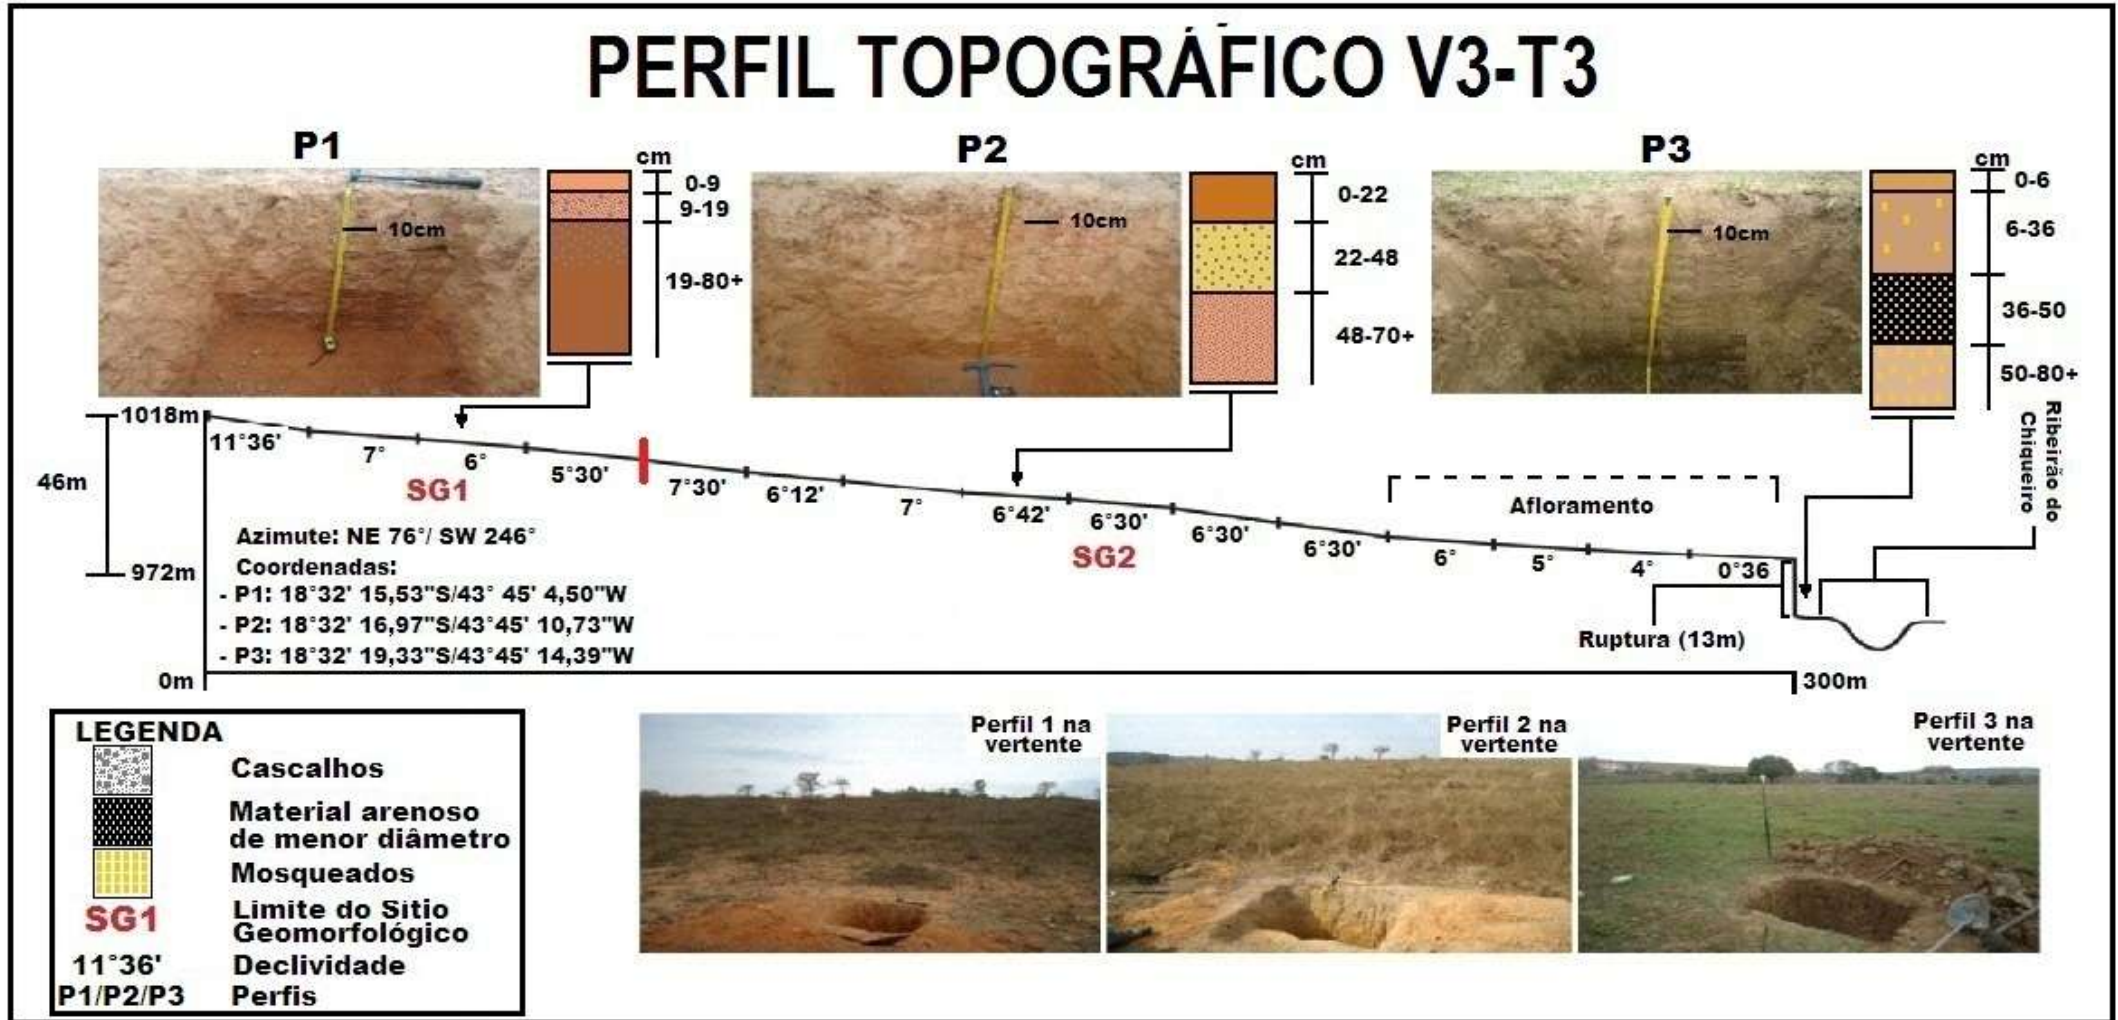 PERFIL TOPOGRÁFICO V3-T3
P1
cm
0-9
9-19
19-80+
10cm
P2
cm
0-22
22-48
48-70+
10cm
P3
cm
0-6
6-36
36-50
50-80+
10cm
Ribeirão do
Chiqueiro
1018m
46m
972m
11°36'
7°
6°
5°30'
7°30'
6°12'
7°
6°42'
6°30'
6°30'
6°30'
6°
5°
4°
0°36
SG1
SG2
Afloramento
Ruptura (13m)
Azimute: NE 76°/ SW 246°
Coordenadas:
- P1: 18°32' 15,53"S/43° 45' 4,50"W
- P2: 18°32' 16,97"S/43°45' 10,73"W
- P3: 18°32' 19,33"S/43°45' 14,39"W
0m
300m
LEGENDA
Cascalhos
Material arenoso
de menor diâmetro
Mosqueados
SG1 Limite do Sítio
Geomorfológico
11°36' Declividade
P1/P2/P3 Perfis
Perfil 1 na
vertente
Perfil 2 na
vertente
Perfil 3 na
vertente